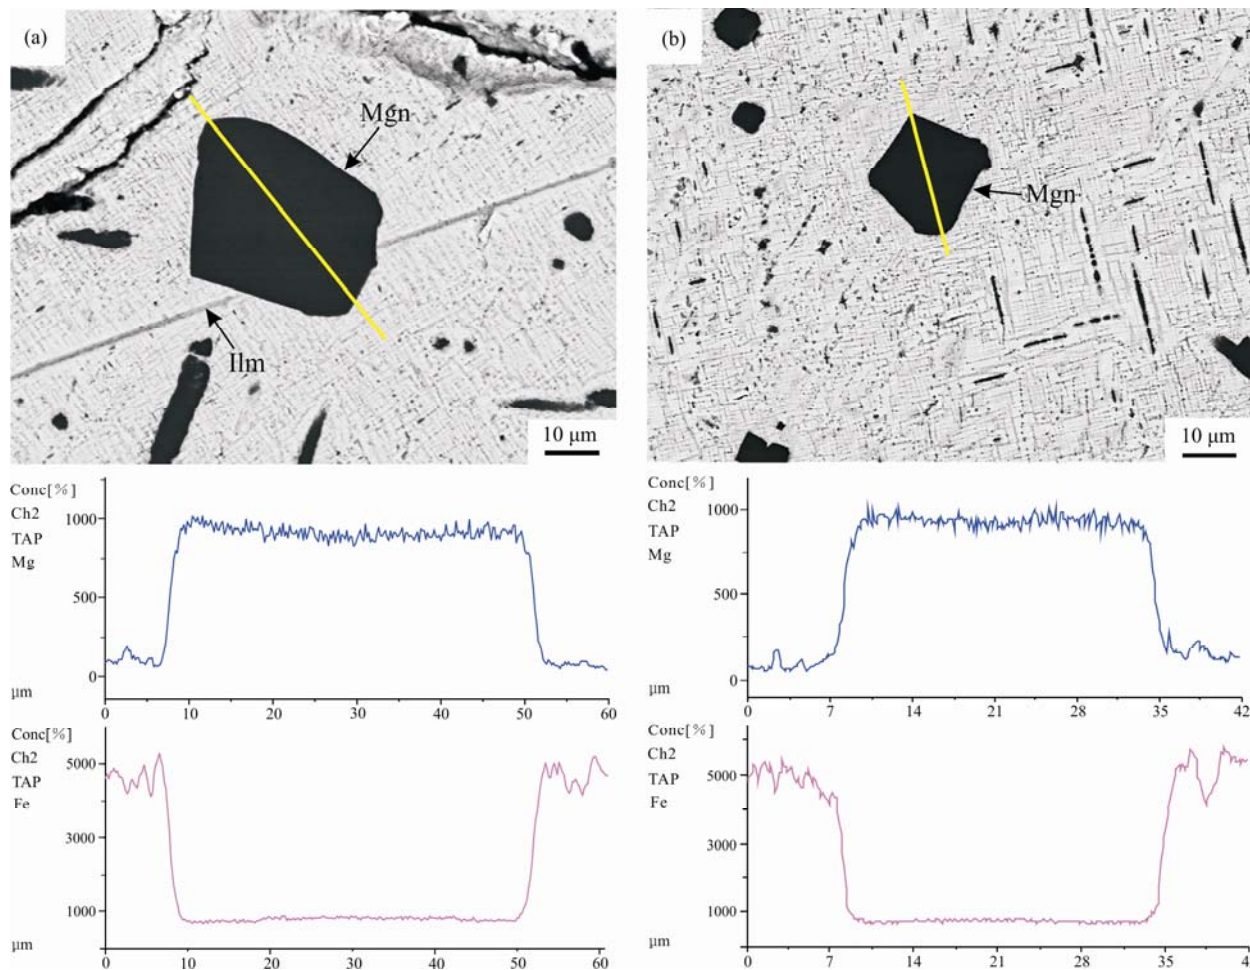 (a)
Mgn
Ilm
10 μm
(b)
Mgn
10 μm
Conc[%]
Ch2
TAP
Mg
μm
1000
500
0
0 10 20 30 40 50 60
Conc[%]
Ch2
TAP
Mg
μm
1000
500
0
0 7 14 21 28 35 42
Conc[%]
Ch2
TAP
Fe
μm
5000
3000
1000
0 10 20 30 40 50 60
Conc[%]
Ch2
TAP
Fe
μm
5000
3000
1000
0 7 14 21 28 35 4